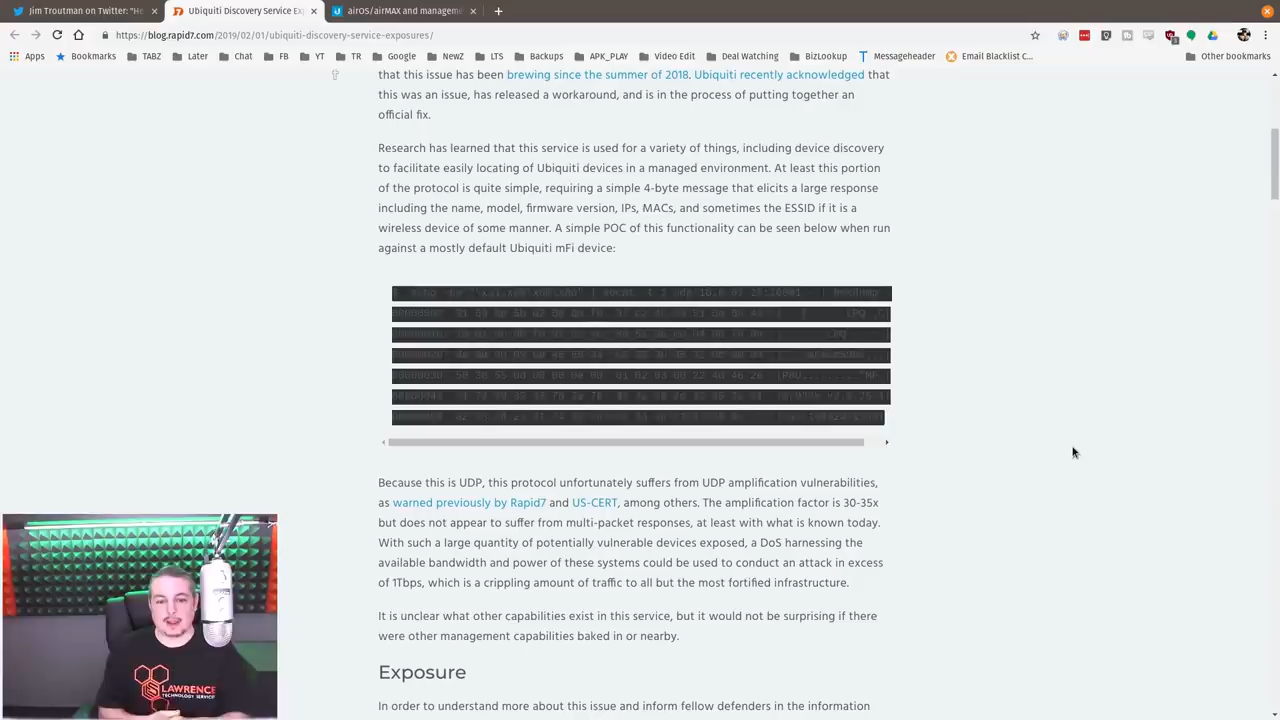 Jim Troutman on Twitter: "He
Ubiquiti Discovery Service Ex
airOS/airMAX and manageme
https://blog.rapid7.com/2019/02/01/ubiquiti-discovery-service-exposures/
Apps Bookmarks TABZ Later Chat FB YT TR Google NewZ LTS Backups APK_PLAY Video Edit Deal Watching BizLookup Messageheader Email Blacklist C... Other bookmarks
that this issue has been brewing since the summer of 2018. Ubiquiti recently acknowledged that
this was an issue, has released a workaround, and is in the process of putting together an
official fix.
Research has learned that this service is used for a variety of things, including device discovery
to facilitate easily locating of Ubiquiti devices in a managed environment. At least this portion
of the protocol is quite simple, requiring a simple 4-byte message that elicits a large response
including the name, model, firmware version, IPs, MACs, and sometimes the ESSID if it is a
wireless device of some manner. A simple POC of this functionality can be seen below when run
against a mostly default Ubiquiti mFi device:
Because this is UDP, this protocol unfortunately suffers from UDP amplification vulnerabilities,
as warned previously by Rapid7 and US-CERT, among others. The amplification factor is 30-35x
but does not appear to suffer from multi-packet responses, at least with what is known today.
With such a large quantity of potentially vulnerable devices exposed, a DoS harnessing the
available bandwidth and power of these systems could be used to conduct an attack in excess
of 1Tbps, which is a crippling amount of traffic to all but the most fortified infrastructure.
It is unclear what other capabilities exist in this service, but it would not be surprising if there
were other management capabilities baked in or nearby.
Exposure
In order to understand more about this issue and inform fellow defenders in the information
LAWRENCE
TECHNOLOGY SERVICES